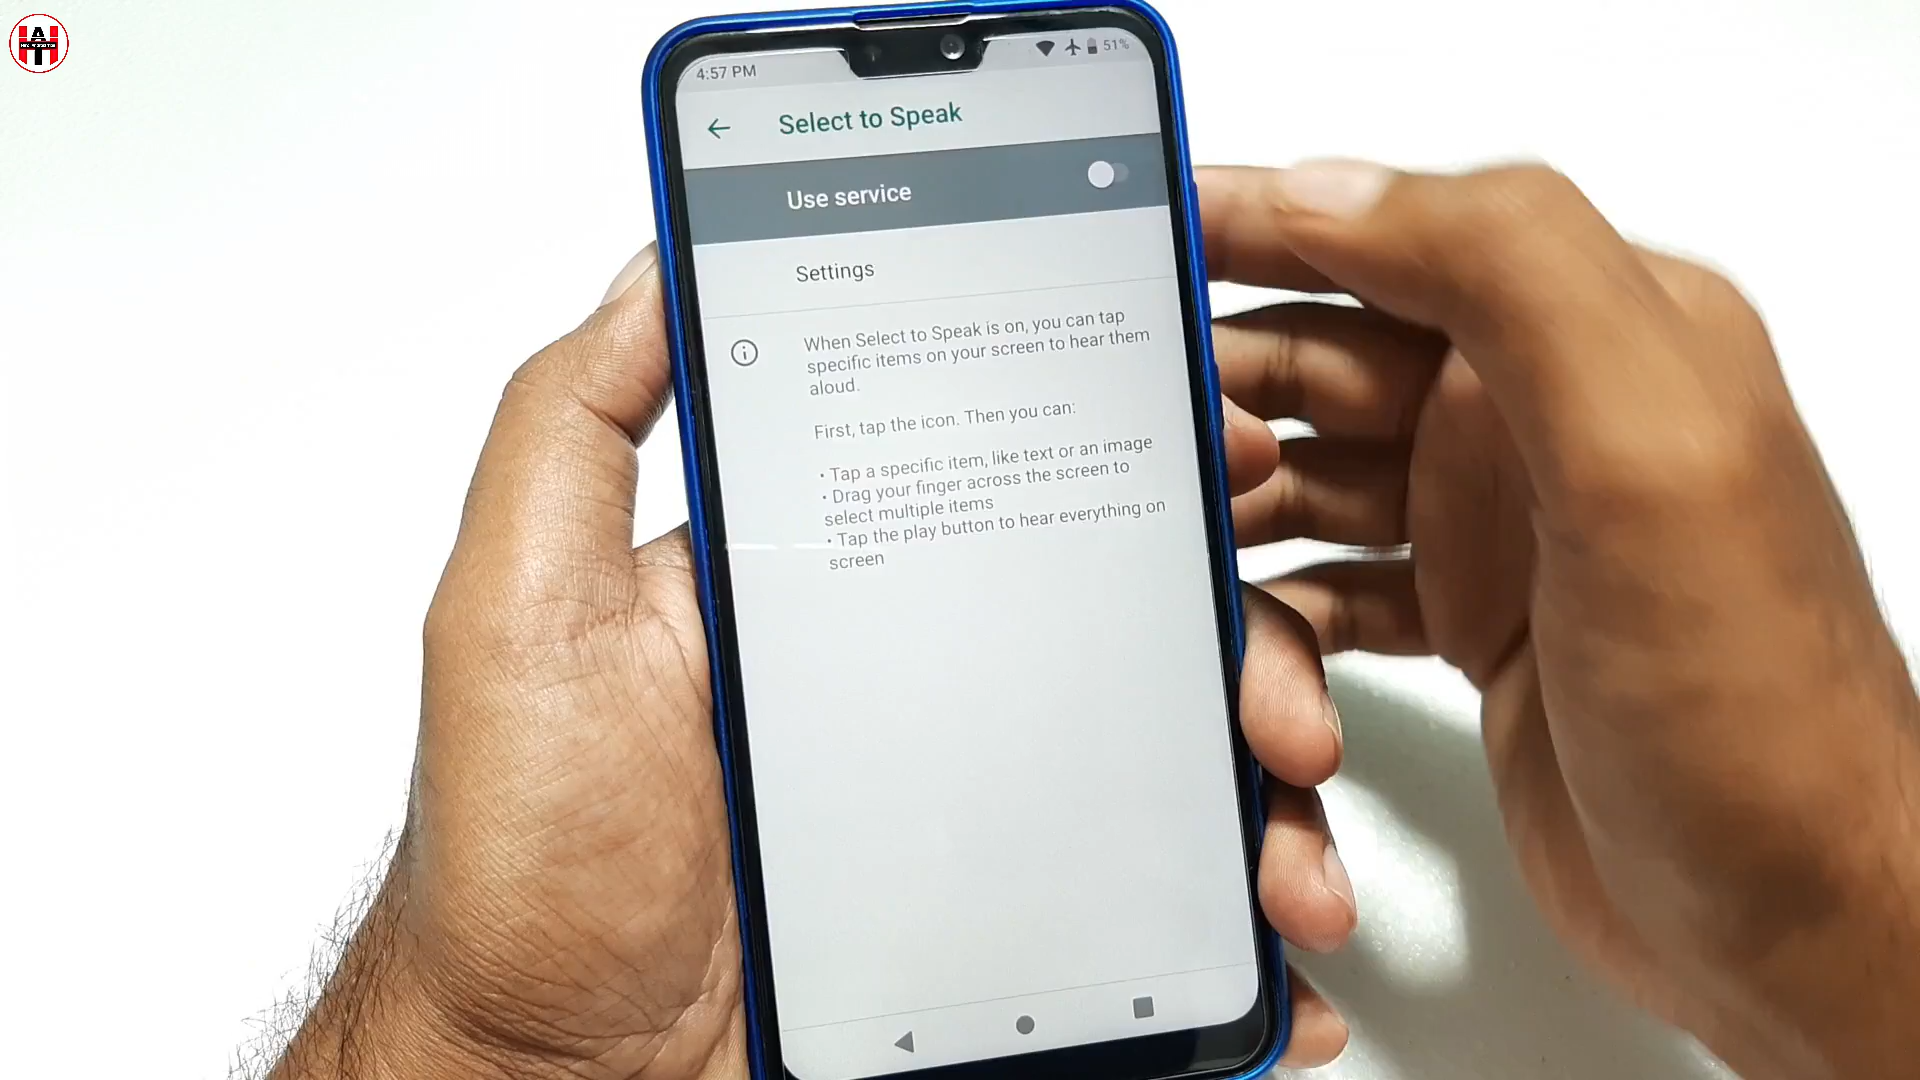 4:57 PM
51%
Select to Speak
Use service
Settings
When Select to Speak is on, you can tap
specific items on your screen to hear them
aloud.
First, tap the icon. Then you can:
• Tap a specific item, like text or an image
• Drag your finger across the screen to
select multiple items
• Tap the play button to hear everything on
screen